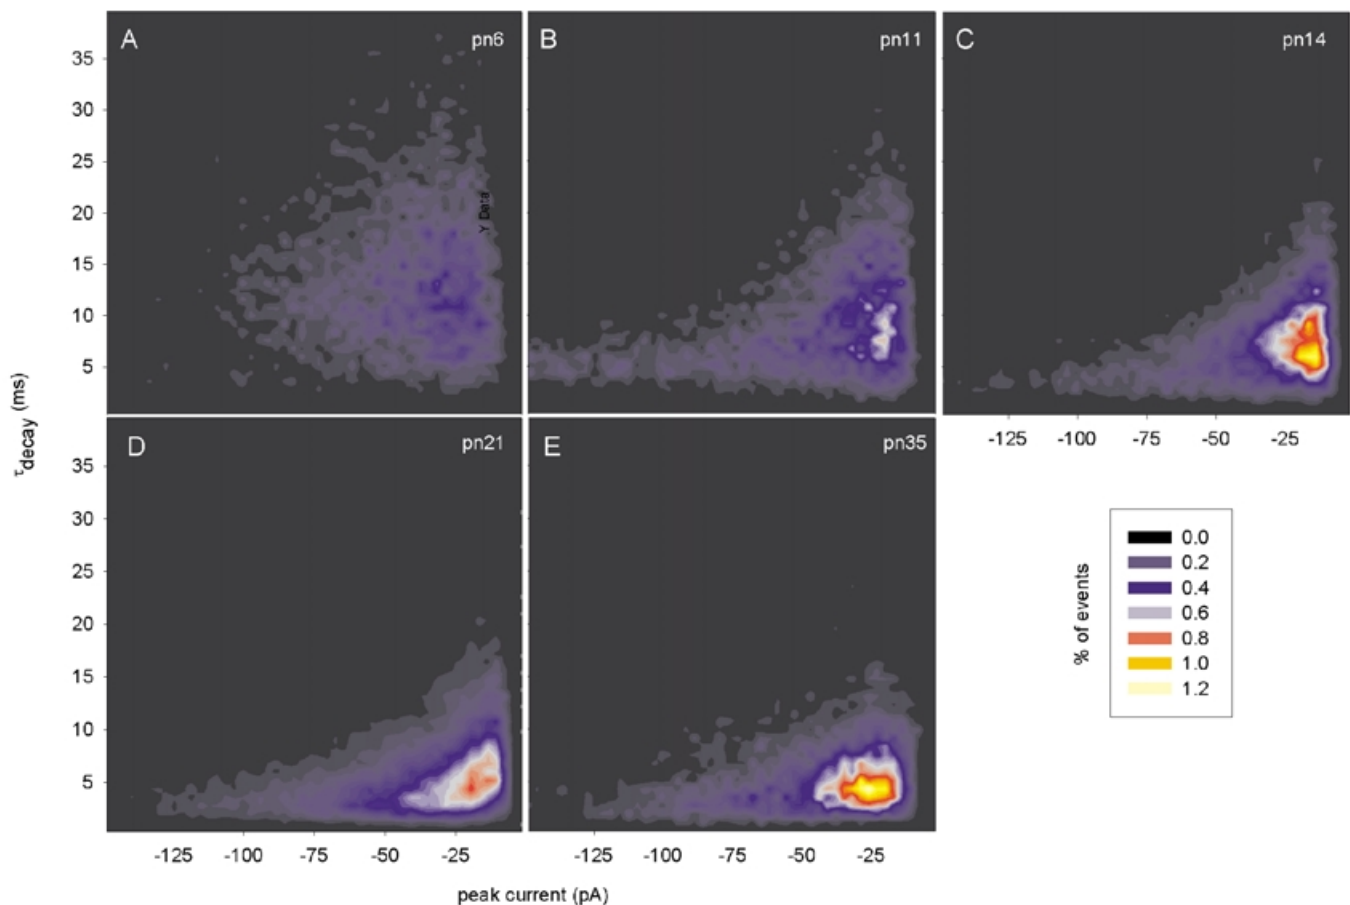 A pn6
B pn11
C pn14
35
30
25
20
15
10
5
Y Data
-125 -100 -75 -50 -25
D pn21
E pn35
35
30
25
20
15
10
5
τdecay (ms)
-125 -100 -75 -50 -25
-125 -100 -75 -50 -25
peak current (pA)
% of events
0.0
0.2
0.4
0.6
0.8
1.0
1.2